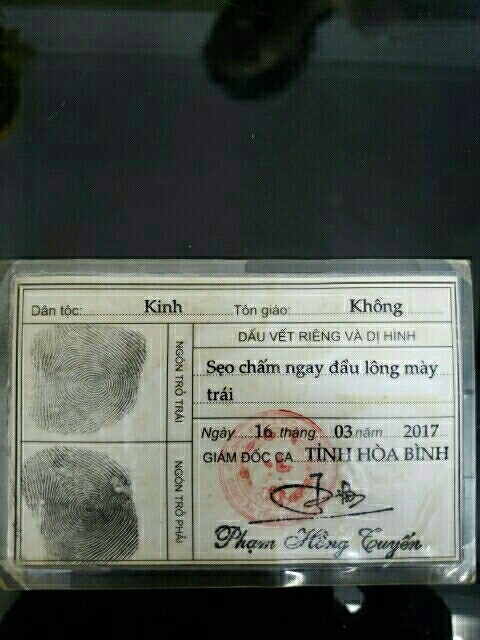 Dân tộc: Kinh Tôn giáo: Không
NGÓN TRỎ TRÁI
DẤU VẾT RIÊNG VÀ DỊ HÌNH
Sẹo chấm ngay đầu lông mày
trái
Ngày 16 tháng 03 năm 2017
GIÁM ĐỐC CA TỈNH HÒA BÌNH
NGÓN TRỎ PHẢI
Phạm Hồng Tuyến